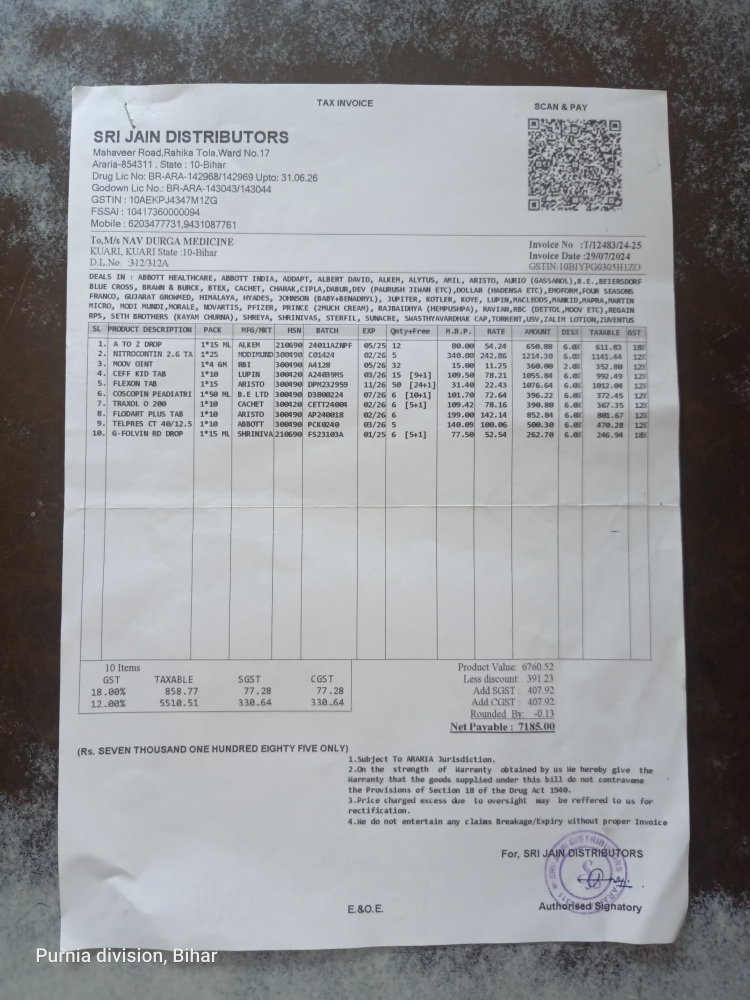 TAX INVOICE
SCAN & PAY
SRI JAIN DISTRIBUTORS
Mahaveer Road,Rahika Tola,Ward No.17
Araria-854311 , State : 10-Bihar
Drug Lic No: BR-ARA-142968/142969 Upto: 31.06.26
Godown Lic No.: BR-ARA-143043/143044
GSTIN : 10AEKPJ4347M1ZG
FSSAI : 10417360000094
Mobile : 6203477731,9431087761
To,M/s NAV DURGA MEDICINE
KUARI, KUARI State :10-Bihar
D.L.No. :312/312A
Invoice No :T/12483/24-25
Invoice Date :29/07/2024
GSTIN:10BIYPG0305H1ZO
DEALS IN : ABBOTT HEALTHCARE, ABBOTT INDIA, ADDAPT, ALBERT DAVID, ALKEM, ALYTUS, AMIL, ARISTO, AURIO (GASSANOL),B.E.,BEIERSDORF
BLUE CROSS, BRAWN & BURCK, BTEX, CACHET, CHARAK,CIPLA,DABUR,DEV (PAURUSH JIWAN ETC),DOLLAR (HADENSA ETC),EMOFORM,FOUR SEASONS
FRANCO, GUJARAT GROWMED, HIMALAYA, HYADES, JOHNSON (BABY+BENADRYL), JUPITER, KOTLER, KOYE, LUPIN,MACLEODS,MANKIND,MAPRA,MARTIN
MICRO, MODI MUNDI,MORALE, NOVARTIS, PFIZER, PRINCE (2MUCH CREAM), RAJBAIDHYA (HEMPUSHPA), RAVIAN,RBC (DETTOL,MOOV ETC),REGAIN
RPS, SETH BROTHERS (KAYAM CHURNA), SHREYA, SHRINIVAS, STERFIL, SUNACRE, SHASTHYAVARDHAK CAP,TORRENT,USV,ZALIM LOTION,ZUVENTUS
SL PRODUCT DESCRIPTION PACK MFG/MKT HSN BATCH EXP Qnty+Free M.R.P. RATE AMOUNT DIS% TAXABLE GST
1. A TO Z DROP 1*15 ML ALKEM 210690 24011AZNPF 05/25 12 80.00 54.24 650.88 6.0% 611.83 18%
2. NITROCONTIN 2.6 TA 1*25 MODIMUND 300490 C01424 02/26 5 340.00 242.86 1214.30 6.0% 1141.44 12%
3. MOOV OINT 1*4 GM RBI 300490 A4128 05/26 32 15.00 11.25 360.00 2.0% 352.80 12%
4. CEFF KID TAB 1*10 LUPIN 300420 A24039MS 03/26 15 [9+1] 109.50 78.21 1055.84 6.0% 992.49 12%
5. FLEXON TAB 1*15 ARISTO 300490 DPM232959 11/26 50 [24+1] 31.40 22.43 1076.64 6.0% 1012.04 12%
6. COSCOPIN PEADIATRI 1*50 ML B.E LTD 300490 D3800224 07/26 6 [10+1] 101.70 72.64 396.22 6.0% 372.45 12%
7. TRAXOL O 200 1*10 CACHET 300420 CETT24004 02/26 6 [5+1] 109.42 78.16 390.80 6.0% 367.35 12%
8. FLODART PLUS TAB 1*10 ARISTO 300490 AP240018 02/26 6 199.00 142.14 852.84 6.0% 801.67 12%
9. TELPRES CT 40/12.5 1*10 ABBOTT 300490 PCK0240 03/26 5 140.09 100.06 500.30 6.0% 470.28 12%
10. G-FOLVIN RD DROP 1*15 ML SHRINIVA 210690 FS23103A 01/25 6 [5+1] 77.50 52.54 262.70 6.0% 246.94 18%
10 Items
GST TAXABLE SGST CGST
18.00% 858.77 77.28 77.28
12.00% 5510.51 330.64 330.64
Product Value: 6760.52
Less discount: 391.23
Add SGST : 407.92
Add CGST : 407.92
Rounded By: -0.13
Net Payable : 7185.00
(Rs. SEVEN THOUSAND ONE HUNDRED EIGHTY FIVE ONLY)
1.Subject To ARARIA Jurisdiction.
2.On the strength of Warranty obtained by us We hereby give the
Warranty that the goods supplied under this bill do not contravene
the Provisions of Section 18 of the Drug Act 1940.
3.Price charged excess due to oversight may be reffered to us for
rectification.
4.We do not entertain any claims Breakage/Expiry without proper Invoice
For, SRI JAIN DISTRIBUTORS
E.&O.E.
Authorised Signatory
Purnia division, Bihar